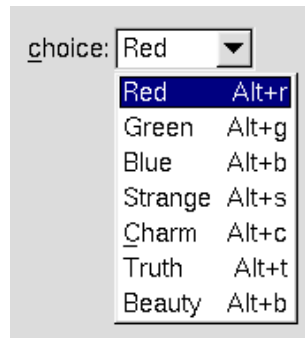 choice: Red
Red Alt+r
Green Alt+g
Blue Alt+b
Strange Alt+s
Charm Alt+c
Truth Alt+t
Beauty Alt+b